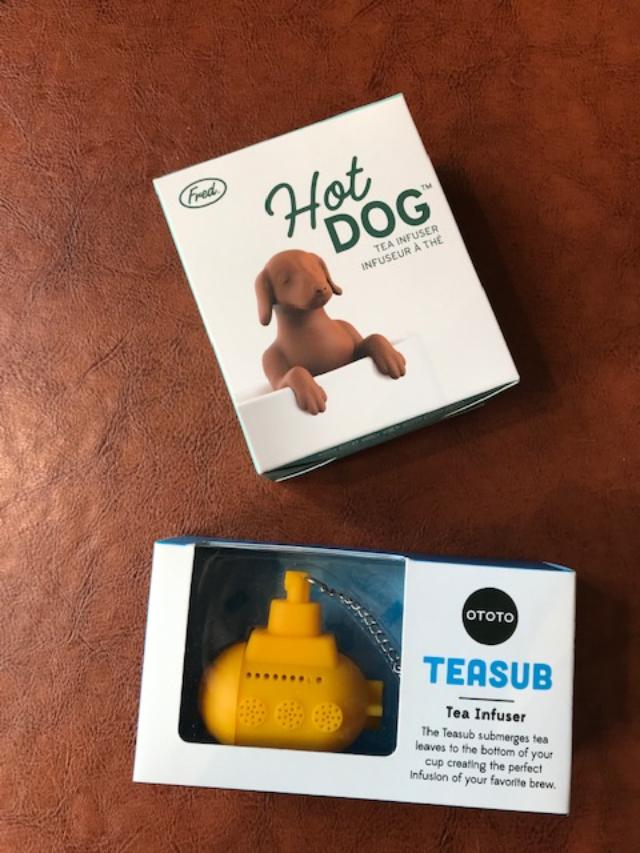 Fred.
Hot
DOG™
TEA INFUSER
INFUSEUR À THÉ
OTOTO
TEASUB
Tea Infuser
The Teasub submerges tea
leaves to the bottom of your
cup creating the perfect
infusion of your favorite brew.